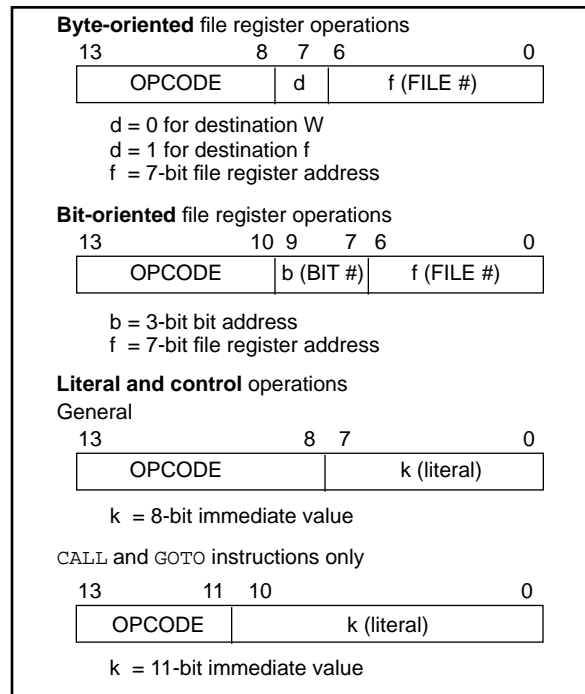 Byte-oriented file register operations
13 8 7 6 0
OPCODE d f (FILE #)
d = 0 for destination W
d = 1 for destination f
f = 7-bit file register address
Bit-oriented file register operations
13 10 9 7 6 0
OPCODE b (BIT #) f (FILE #)
b = 3-bit bit address
f = 7-bit file register address
Literal and control operations
General
13 8 7 0
OPCODE k (literal)
k = 8-bit immediate value
CALL and GOTO instructions only
13 11 10 0
OPCODE k (literal)
k = 11-bit immediate value